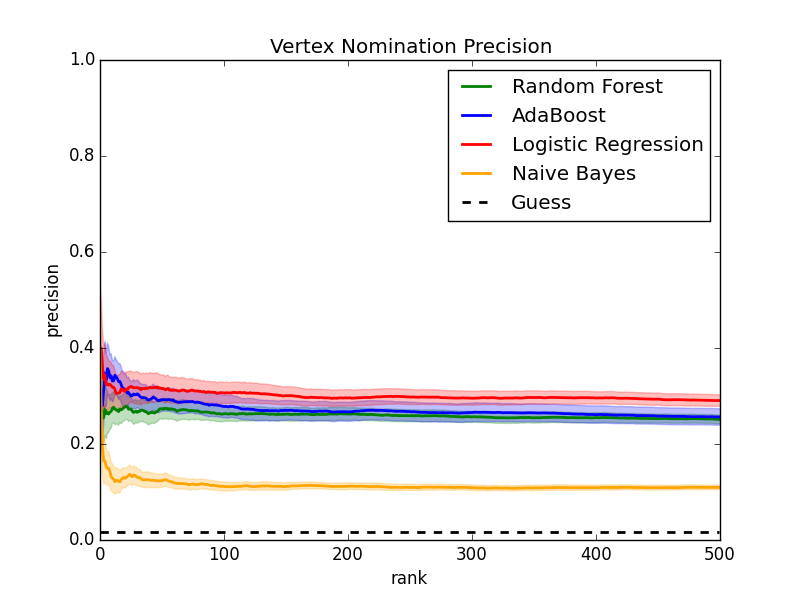 Vertex Nomination Precision
1.0
0.8
0.6
0.4
0.2
0.0
precision
Random Forest
AdaBoost
Logistic Regression
Naive Bayes
Guess
0 100 200 300 400 500
rank